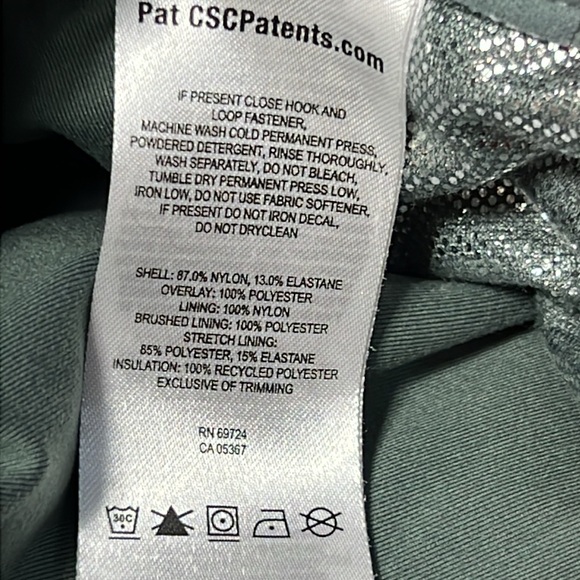 Pat CSCPatents.com
IF PRESENT CLOSE HOOK AND
LOOP FASTENER,
MACHINE WASH COLD PERMANENT PRESS,
POWDERED DETERGENT, RINSE THOROUGHLY.
WASH SEPARATELY, DO NOT BLEACH,
TUMBLE DRY PERMANENT PRESS LOW,
IRON LOW, DO NOT USE FABRIC SOFTENER,
IF PRESENT DO NOT IRON DECAL,
DO NOT DRYCLEAN
SHELL: 87.0% NYLON, 13.0% ELASTANE
OVERLAY: 100% POLYESTER
LINING: 100% NYLON
BRUSHED LINING: 100% POLYESTER
STRETCH LINING:
85% POLYESTER, 15% ELASTANE
INSULATION: 100% RECYCLED POLYESTER
EXCLUSIVE OF TRIMMING
RN 69724
CA 05367
30C